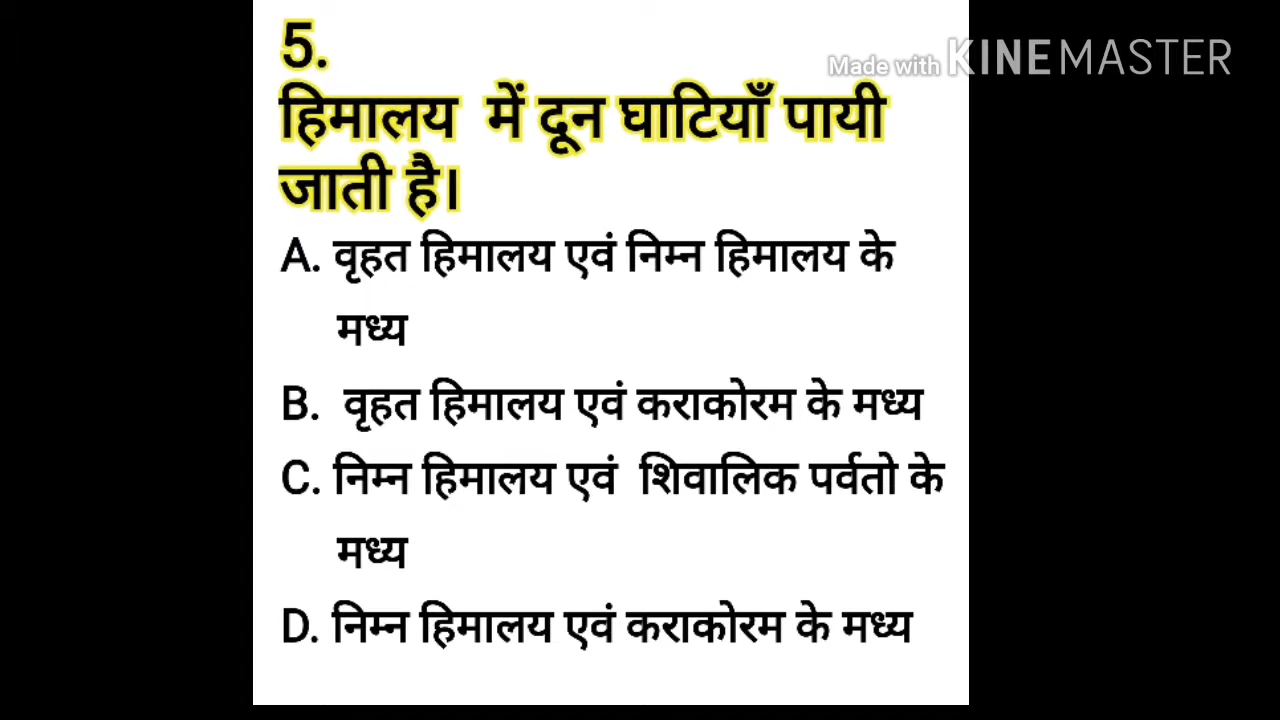 5.
Made with KINEMASTER
हिमालय में दून घाटियाँ पायी
जाती है।
A. वृहत हिमालय एवं निम्न हिमालय के
मध्य
B. वृहत हिमालय एवं कराकोरम के मध्य
C. निम्न हिमालय एवं शिवालिक पर्वतो के
मध्य
D. निम्न हिमालय एवं कराकोरम के मध्य